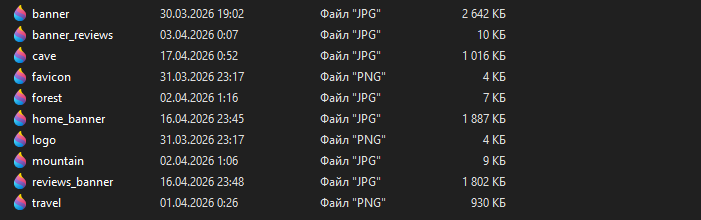 banner 30.03.2026 19:02 Файл "JPG" 2 642 КБ
banner_reviews 03.04.2026 0:07 Файл "JPG" 10 КБ
cave 17.04.2026 0:52 Файл "JPG" 1 016 КБ
favicon 31.03.2026 23:17 Файл "PNG" 4 КБ
forest 02.04.2026 1:16 Файл "JPG" 7 КБ
home_banner 16.04.2026 23:45 Файл "JPG" 1 887 КБ
logo 31.03.2026 23:17 Файл "PNG" 4 КБ
mountain 02.04.2026 1:06 Файл "JPG" 9 КБ
reviews_banner 16.04.2026 23:48 Файл "JPG" 1 802 КБ
travel 01.04.2026 0:26 Файл "PNG" 930 КБ